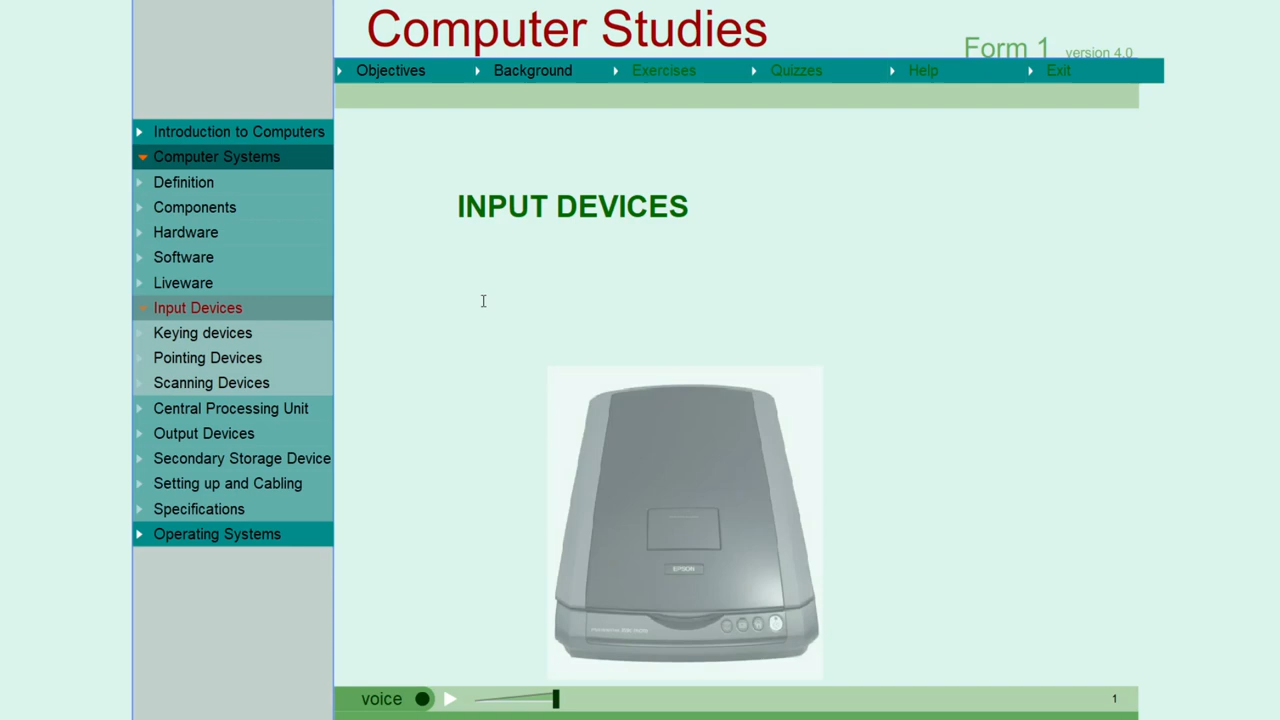 Computer Studies
Form 1 version 4.0
Objectives
Background
Exercises
Quizzes
Help
Exit
Introduction to Computers
Computer Systems
Definition
Components
Hardware
Software
Liveware
Input Devices
Keying devices
Pointing Devices
Scanning Devices
Central Processing Unit
Output Devices
Secondary Storage Device
Setting up and Cabling
Specifications
Operating Systems
INPUT DEVICES
EPSON
voice
1